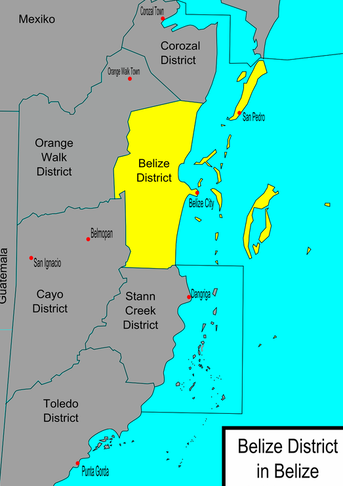 Mexiko
Corozal Town
Corozal
District
Orange Walk Town
San Pedro
Orange
Walk
District
Belize
District
Belize City
Belmopan
San Ignacio
Guatemala
Cayo
District
Stann
Creek
District
Dangriga
Toledo
District
Punta Gorda
Belize District
in Belize